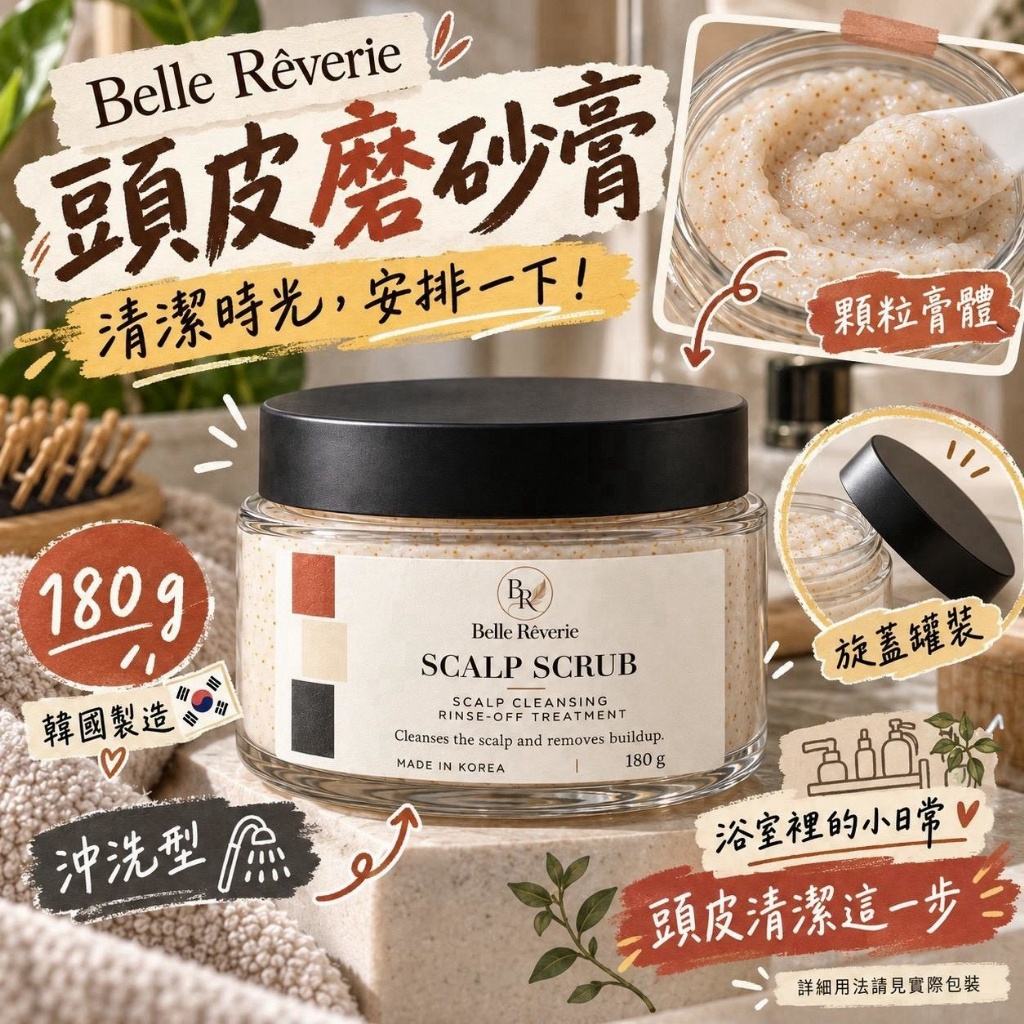 Belle Rêverie
頭皮磨砂膏
清潔時光，安排一下！
顆粒膏體
旋蓋罐裝
180g
韓國製造
沖洗型
BR
Belle Rêverie
SCALP SCRUB
SCALP CLEANSING
RINSE-OFF TREATMENT
Cleanses the scalp and removes buildup.
MADE IN KOREA | 180 g
浴室裡的小日常
頭皮清潔這一步
詳細用法請見實際包裝